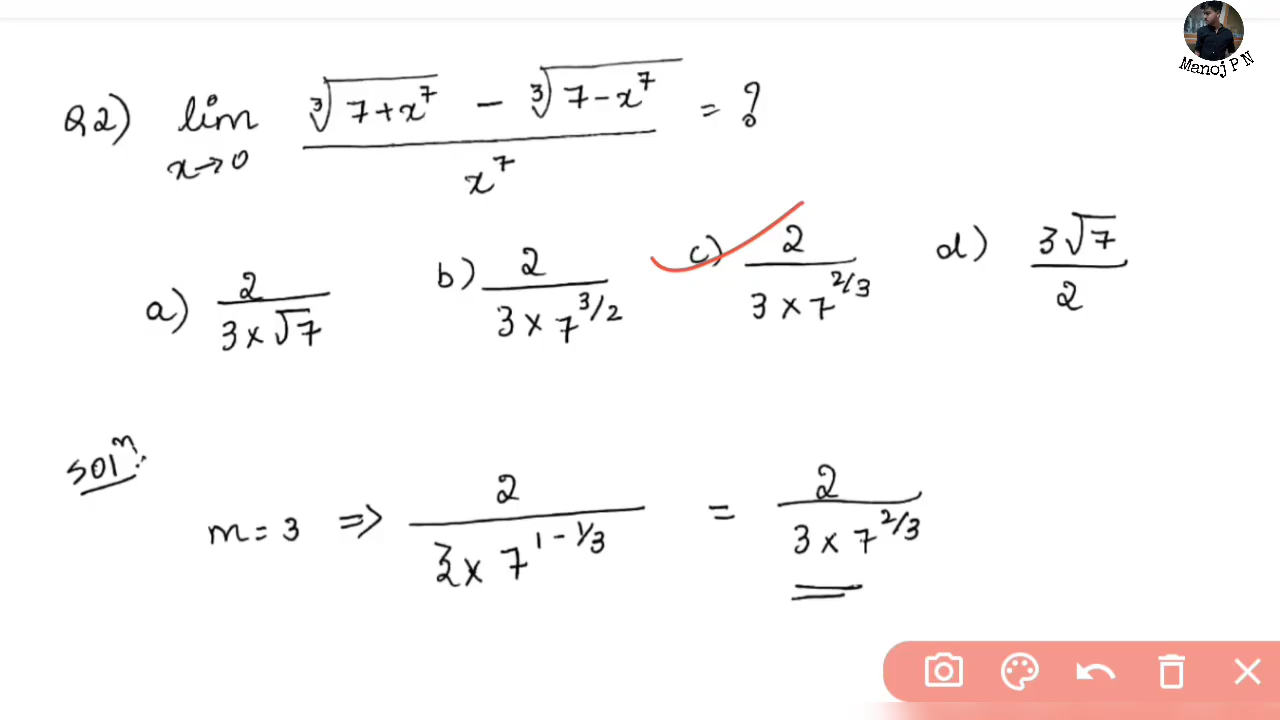 Manoj P N
Q2) lim x→0 (∛(7+x⁷) − ∛(7−x⁷)) / x⁷ = ?
a) 2 / (3 × √7) b) 2 / (3 × 7^(3/2)) c) 2 / (3 × 7^(2/3)) d) 3√7 / 2
Solⁿ:
m = 3 ⇒ 2 / (3 × 7^(1 − 1/3)) = 2 / (3 × 7^(2/3))